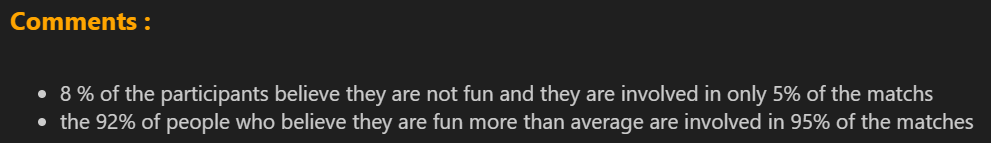 Comments :
8 % of the participants believe they are not fun and they are involved in only 5% of the matchs
the 92% of people who believe they are fun more than average are involved in 95% of the matches